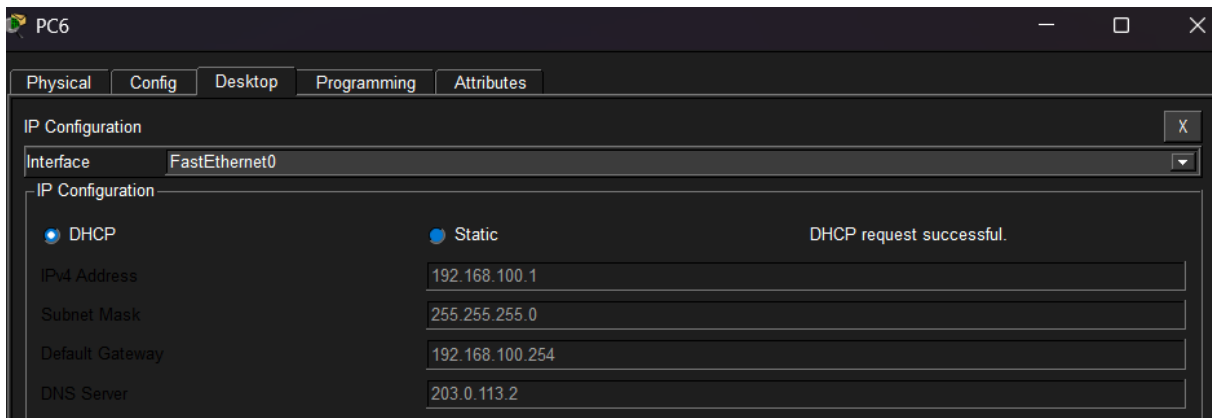 PC6
Physical Config Desktop Programming Attributes
IP Configuration X
Interface FastEthernet0
IP Configuration
DHCP Static DHCP request successful.
IPv4 Address 192.168.100.1
Subnet Mask 255.255.255.0
Default Gateway 192.168.100.254
DNS Server 203.0.113.2